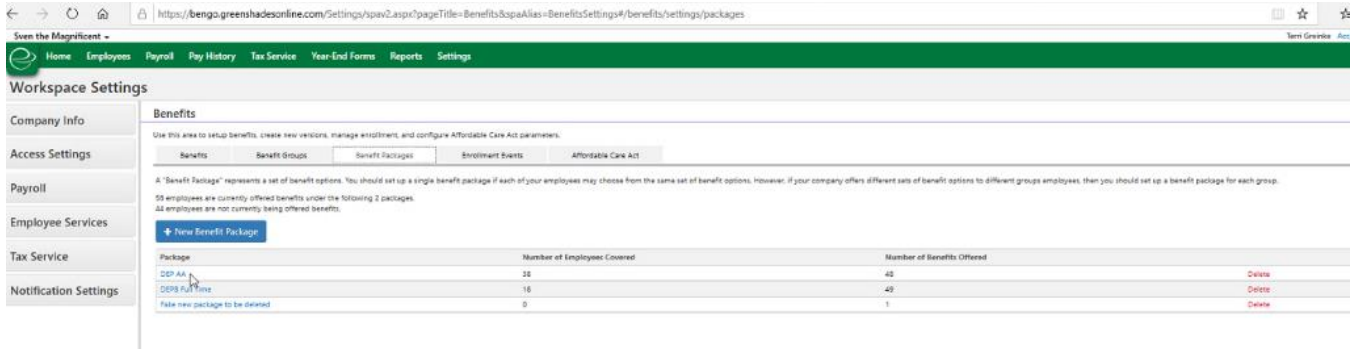 https://bengo.greenshadesonline.com/Settings/spav2.aspx?pageTitle=Benefits&spaAlias=BenefitsSettings#/benefits/settings/packages
Sven the Magnificent
Terri Greinke
Home Employees Payroll Pay History Tax Service Year-End Forms Reports Settings
Workspace Settings
Company Info
Access Settings
Payroll
Employee Services
Tax Service
Notification Settings
Benefits
Use this area to setup benefits, create new versions, manage enrollment, and configure Affordable Care Act parameters.
Benefits Benefit Groups Benefit Packages Enrollment Events Affordable Care Act
A "Benefit Package" represents a set of benefit options. You should set up a single benefit package if each of your employees may choose from the same set of benefit options. However, if your company offers different sets of benefit options to different groups employees, then you should set up a benefit package for each group.
employees are currently offered benefits under the following 2 packages.
44 employees are not currently being offered benefits.
+ New Benefit Package
Package Number of Employees Covered Number of Benefits Offered
DEP AA 38 Delete
DEPB Full Time 16 49 Delete
Fake new package to be deleted 0 1 Delete